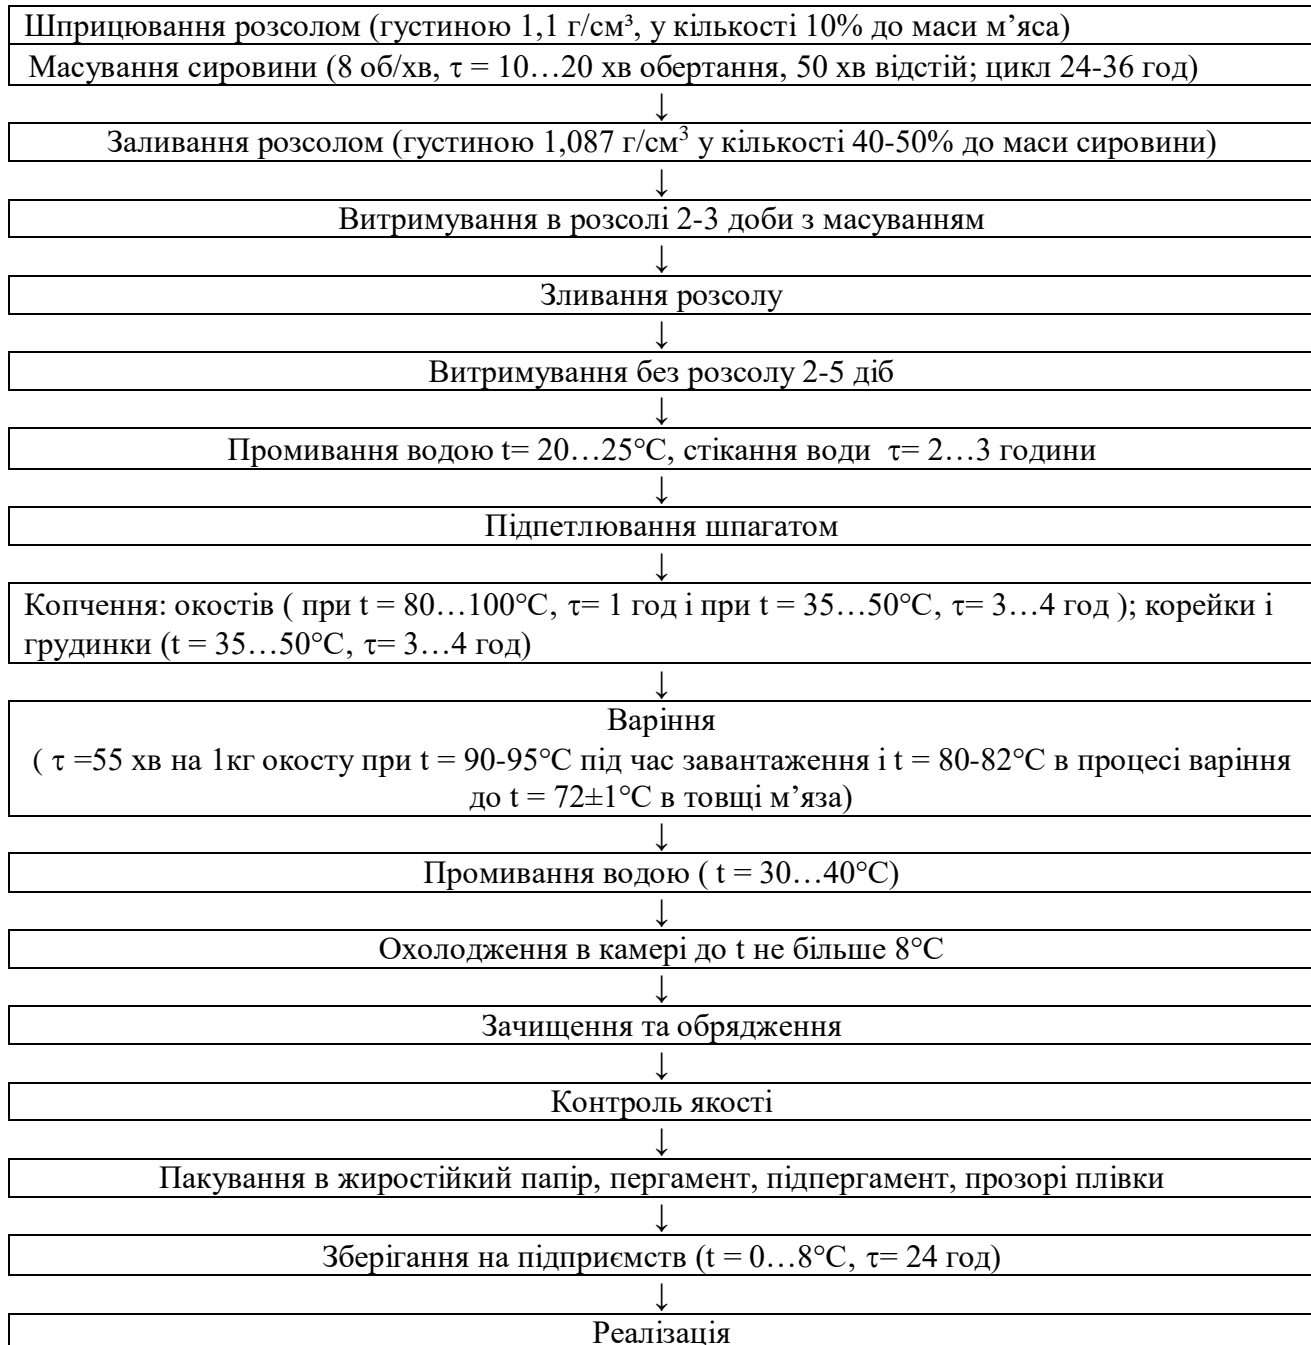 Шприцювання розсолом (густиною 1,1 г/см³, у кількості 10% до маси м’яса)
Масування сировини (8 об/хв, τ = 10…20 хв обертання, 50 хв відстій; цикл 24-36 год)
↓
Заливання розсолом (густиною 1,087 г/см³ у кількості 40-50% до маси сировини)
↓
Витримування в розсолі 2-3 доби з масуванням
↓
Зливання розсолу
↓
Витримування без розсолу 2-5 діб
↓
Промивання водою t= 20…25°С, стікання води τ= 2…3 години
↓
Підпетлювання шпагатом
↓
Копчення: окостів ( при t = 80…100°С, τ= 1 год і при t = 35…50°С, τ= 3…4 год ); корейки і
грудинки (t = 35…50°С, τ= 3…4 год)
↓
Варіння
( τ =55 хв на 1кг окосту при t = 90-95°С під час завантаження і t = 80-82°С в процесі варіння
до t = 72±1°С в товщі м’яза)
↓
Промивання водою ( t = 30…40°С)
↓
Охолодження в камері до t не більше 8°С
↓
Зачищення та обрядження
↓
Контроль якості
↓
Пакування в жиростійкий папір, пергамент, підпергамент, прозорі плівки
↓
Зберігання на підприємств (t = 0…8°С, τ= 24 год)
↓
Реалізація